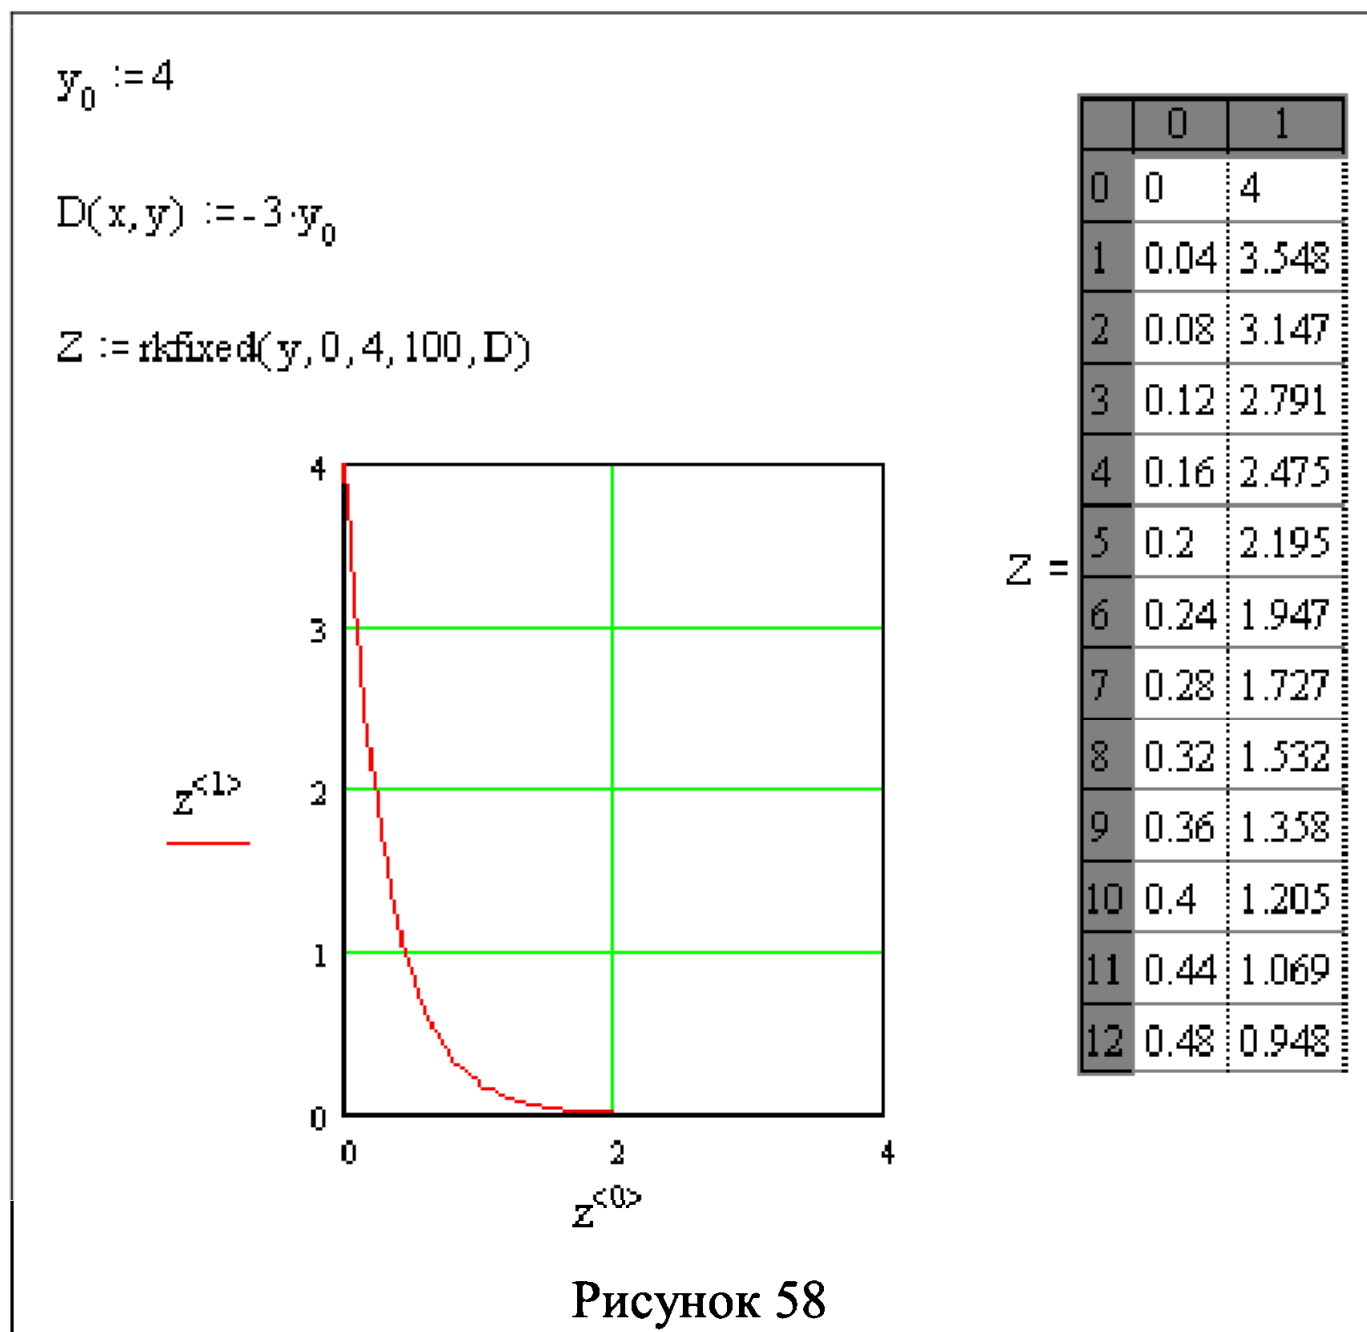 y₀ := 4
D(x,y) := -3·y₀
Z := rkfixed(y,0,4,100,D)
4
3
2
1
0
0 2 4
z<1>
z<0>
Z =
0 1
0 0 4
1 0.04 3.548
2 0.08 3.147
3 0.12 2.791
4 0.16 2.475
5 0.2 2.195
6 0.24 1.947
7 0.28 1.727
8 0.32 1.532
9 0.36 1.358
10 0.4 1.205
11 0.44 1.069
12 0.48 0.948
Рисунок 58